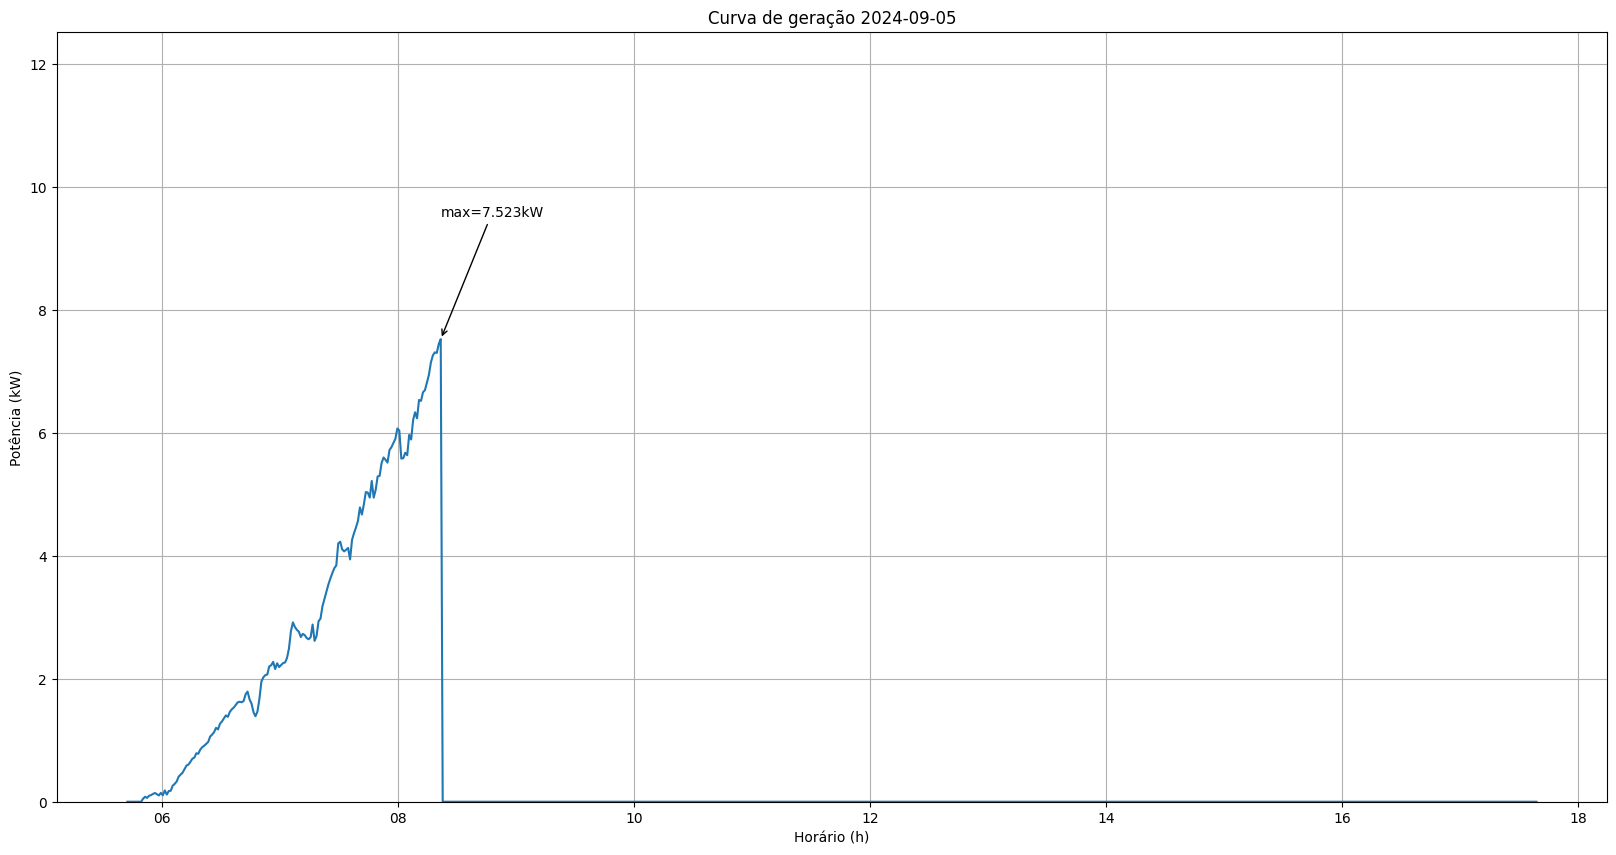 Curva de geração 2024-09-05
12
10
8
6
4
2
0
Potência (kW)
max=7.523kW
06 08 10 12 14 16 18
Horário (h)